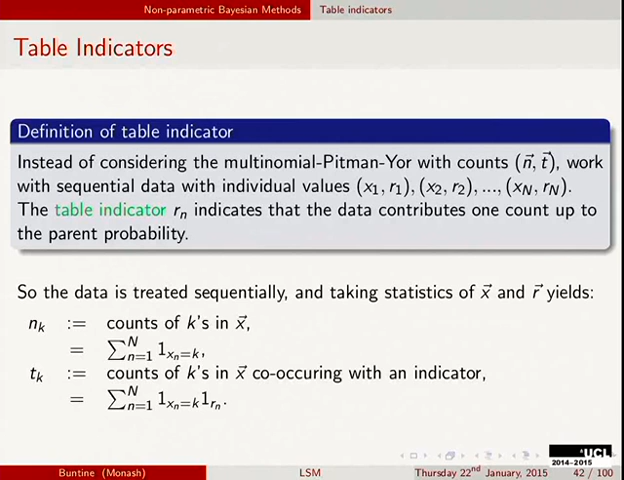 Non-parametric Bayesian Methods Table indicators
Table Indicators
Definition of table indicator
Instead of considering the multinomial-Pitman-Yor with counts (n⃗, t⃗), work
with sequential data with individual values (x₁, r₁), (x₂, r₂), ..., (x_N, r_N).
The table indicator r_n indicates that the data contributes one count up to
the parent probability.
So the data is treated sequentially, and taking statistics of x⃗ and r⃗ yields:
n_k := counts of k's in x⃗,
= ∑_{n=1}^N 1_{x_n=k},
t_k := counts of k's in x⃗ co-occuring with an indicator,
= ∑_{n=1}^N 1_{x_n=k} 1_{r_n}.
UCL
2014-2015
Buntine (Monash) LSM Thursday 22nd January, 2015 42 / 100